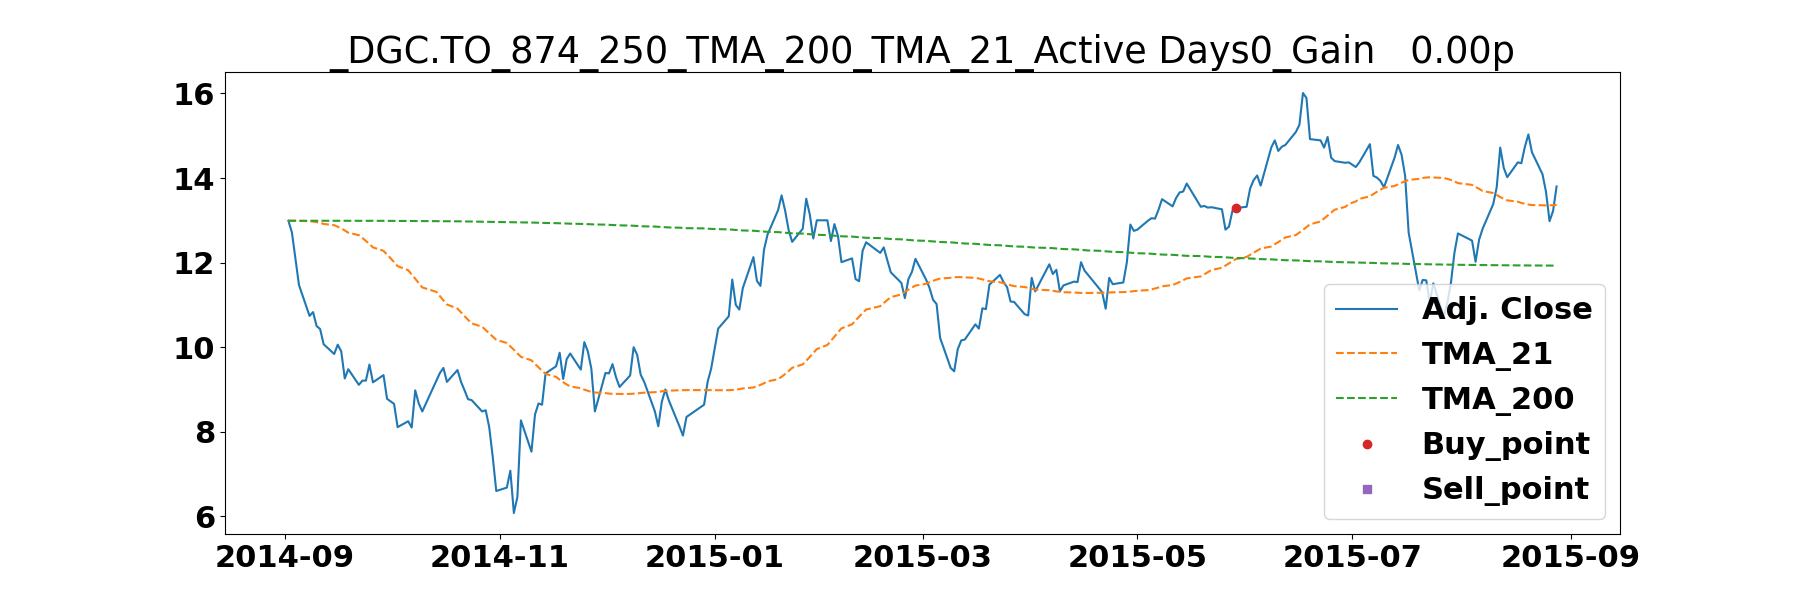 _DGC.TO_874_250_TMA_200_TMA_21_Active Days0_Gain   0.00p
16
14
12
10
8
6
2014-09 2014-11 2015-01 2015-03 2015-05 2015-07 2015-09
Adj. Close
TMA_21
TMA_200
Buy_point
Sell_point